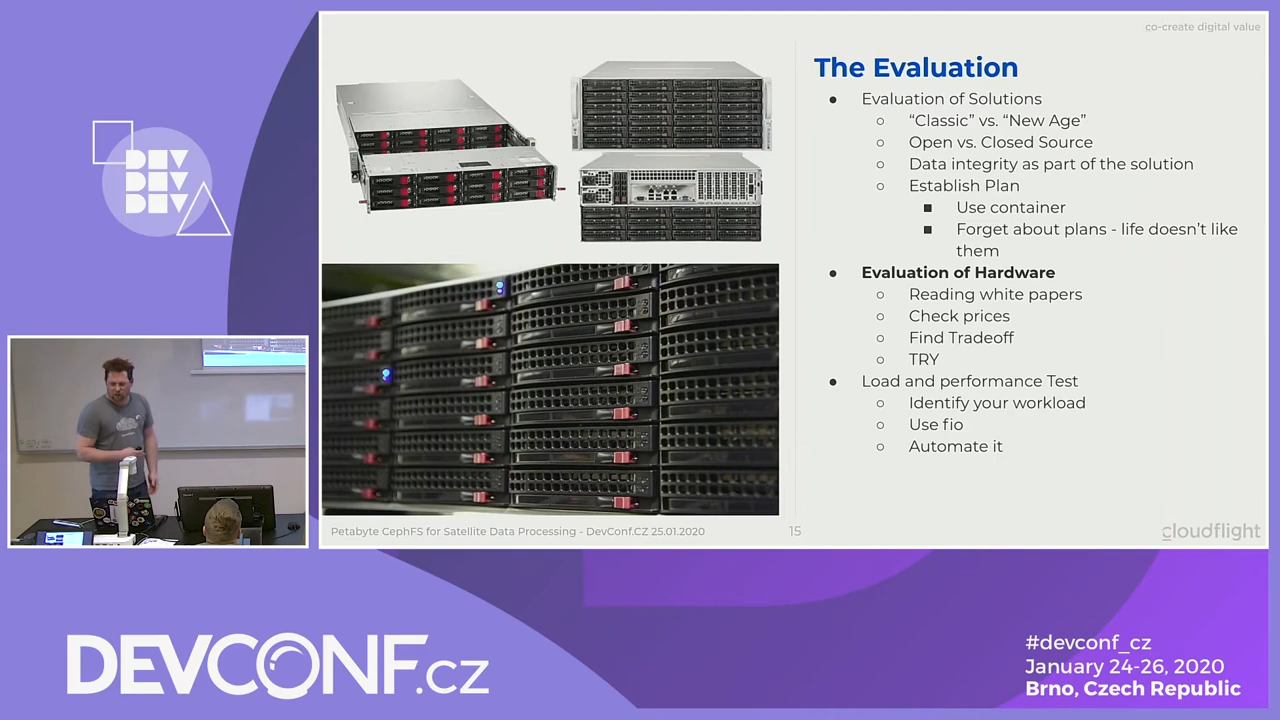 co-create digital value
The Evaluation
● Evaluation of Solutions
○ “Classic” vs. “New Age”
○ Open vs. Closed Source
○ Data integrity as part of the solution
○ Establish Plan
■ Use container
■ Forget about plans - life doesn’t like
them
● Evaluation of Hardware
○ Reading white papers
○ Check prices
○ Find Tradeoff
○ TRY
● Load and performance Test
○ Identify your workload
○ Use fio
○ Automate it
Petabyte CephFS for Satellite Data Processing - DevConf.CZ 25.01.2020
15
cloudflight
DEV
DEV
DEV
DEVCONF.CZ
#devconf_cz
January 24-26, 2020
Brno, Czech Republic